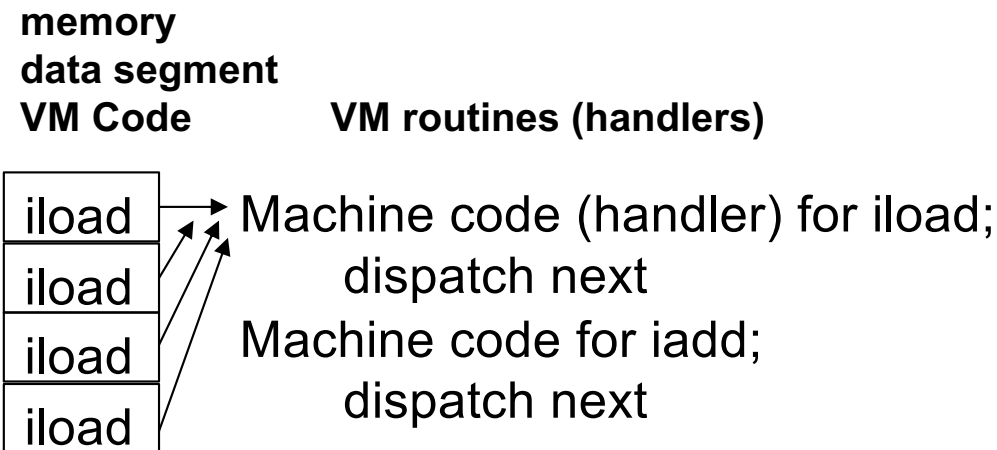 memory
data segment
VM Code VM routines (handlers)
iload Machine code (handler) for iload;
iload dispatch next
iload Machine code for iadd;
iload dispatch next